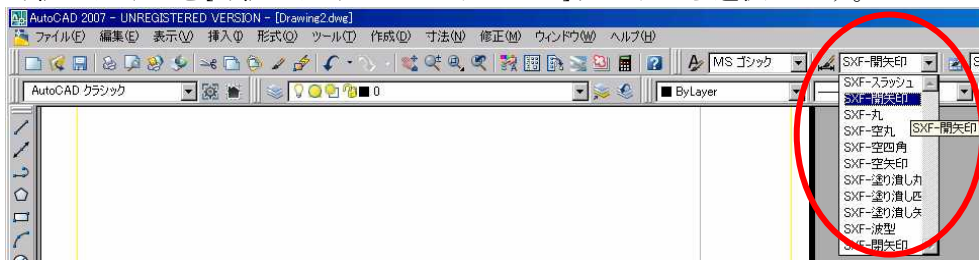 AutoCAD 2007 - UNREGISTERED VERSION - [Drawing2.dwg]
ファイル(F) 編集(E) 表示(V) 挿入(I) 形式(O) ツール(T) 作成(D) 寸法(N) 修正(M) ウィンドウ(W) ヘルプ(H)
MS ゴシック SXF-開矢印 S
AutoCAD クラシック 0 ByLayer
SXF-スラッシュ
SXF-開矢印
SXF-丸
SXF-空丸 SXF-開矢印
SXF-空四角
SXF-空矢印
SXF-塗り潰し丸
SXF-塗り潰し匹
SXF-塗り潰し矢
SXF-波型
SXF-開矢印